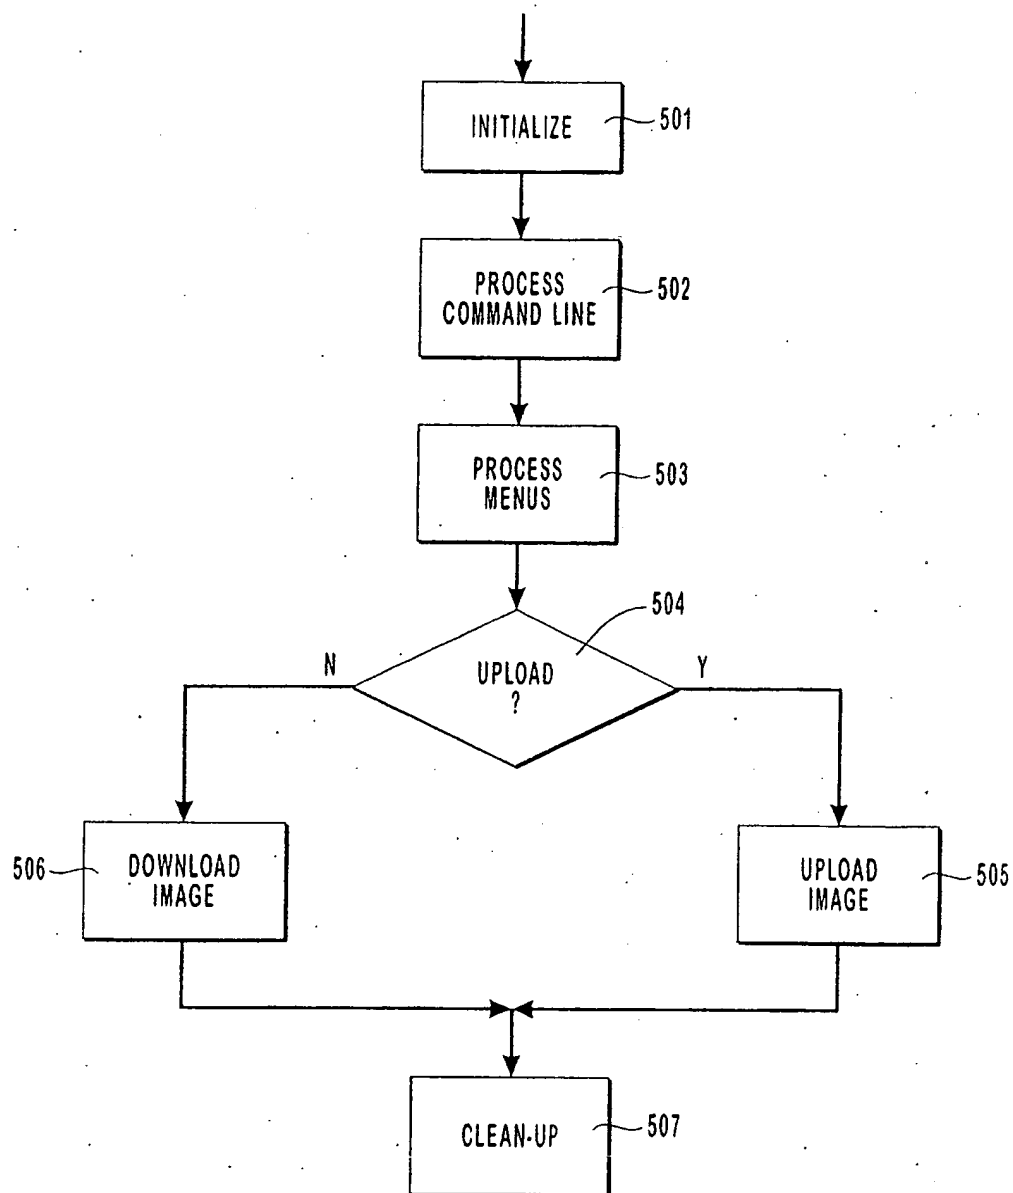 INITIALIZE
501
PROCESS
COMMAND LINE
502
PROCESS
MENUS
503
504
N
UPLOAD
?
Y
506
DOWNLOAD
IMAGE
UPLOAD
IMAGE
505
CLEAN-UP
507